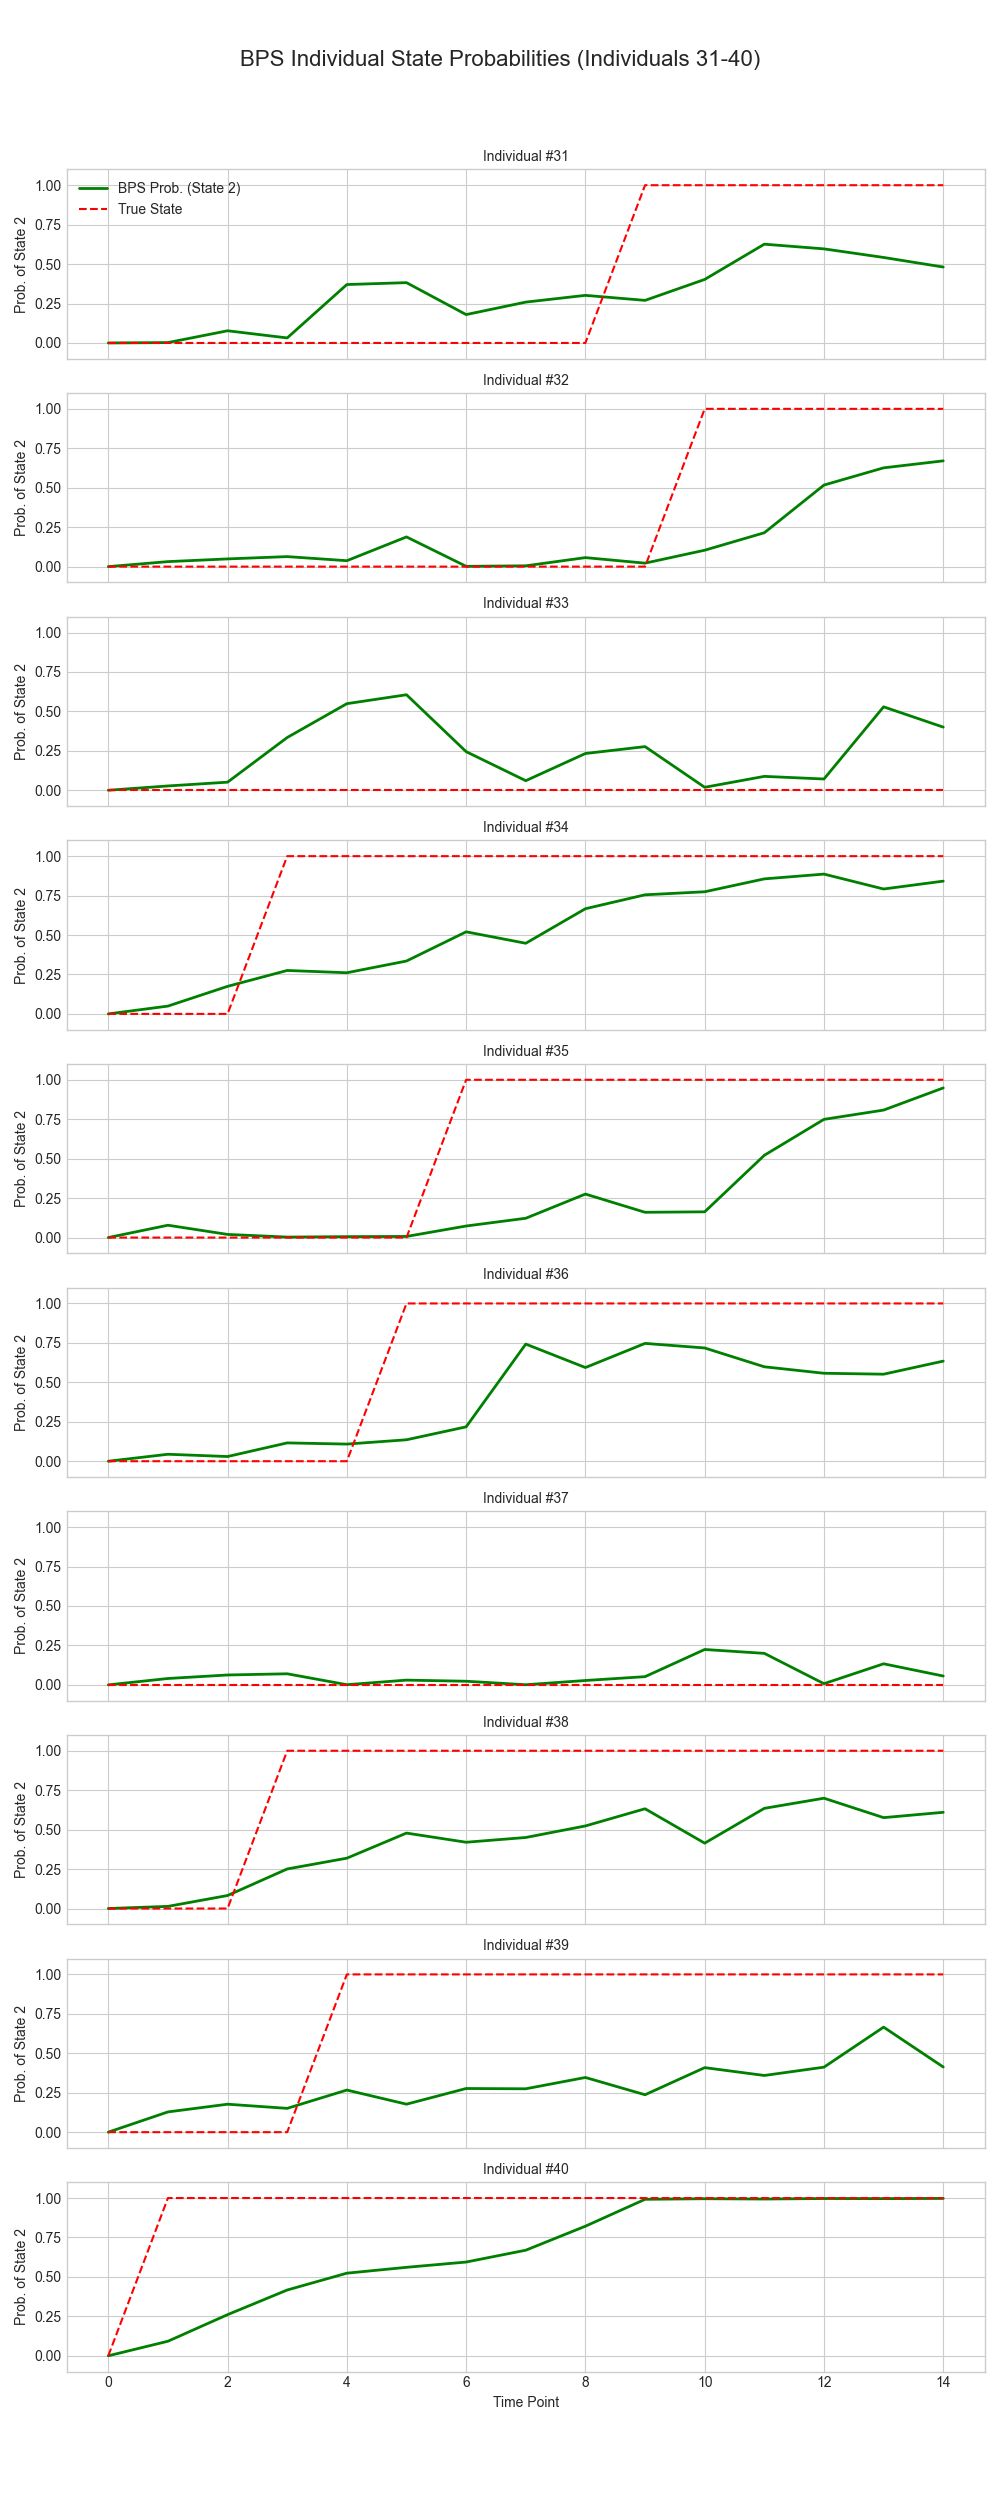 BPS Individual State Probabilities (Individuals 31-40)
Individual #31
BPS Prob. (State 2)
True State
Prob. of State 2
1.00
0.75
0.50
0.25
0.00
Individual #32
Prob. of State 2
1.00
0.75
0.50
0.25
0.00
Individual #33
Prob. of State 2
1.00
0.75
0.50
0.25
0.00
Individual #34
Prob. of State 2
1.00
0.75
0.50
0.25
0.00
Individual #35
Prob. of State 2
1.00
0.75
0.50
0.25
0.00
Individual #36
Prob. of State 2
1.00
0.75
0.50
0.25
0.00
Individual #37
Prob. of State 2
1.00
0.75
0.50
0.25
0.00
Individual #38
Prob. of State 2
1.00
0.75
0.50
0.25
0.00
Individual #39
Prob. of State 2
1.00
0.75
0.50
0.25
0.00
Individual #40
Prob. of State 2
1.00
0.75
0.50
0.25
0.00
0 2 4 6 8 10 12 14
Time Point